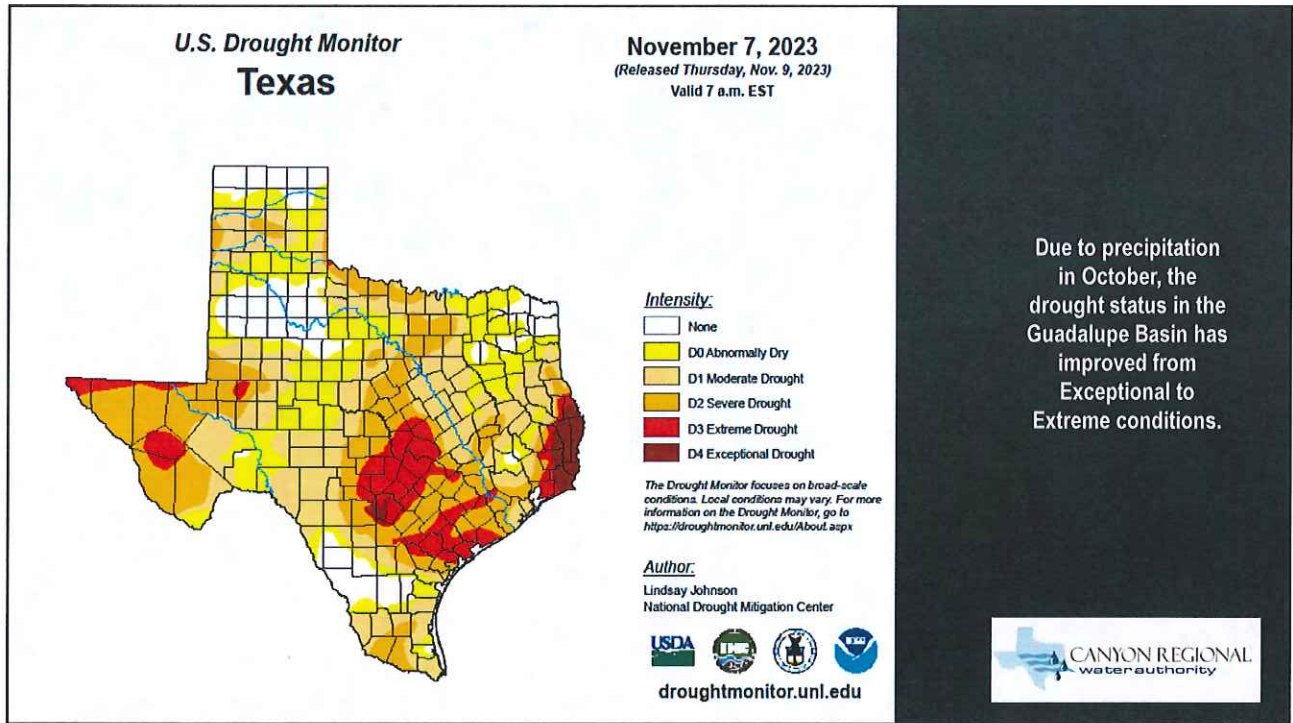 U.S. Drought Monitor
Texas
November 7, 2023
(Released Thursday, Nov. 9, 2023)
Valid 7 a.m. EST
Intensity:
None
D0 Abnormally Dry
D1 Moderate Drought
D2 Severe Drought
D3 Extreme Drought
D4 Exceptional Drought
The Drought Monitor focuses on broad-scale
conditions. Local conditions may vary. For more
information on the Drought Monitor, go to
https://droughtmonitor.unl.edu/About.aspx
Author:
Lindsay Johnson
National Drought Mitigation Center
USDA
droughtmonitor.unl.edu
Due to precipitation
in October, the
drought status in the
Guadalupe Basin has
improved from
Exceptional to
Extreme conditions.
CANYON REGIONAL
water authority